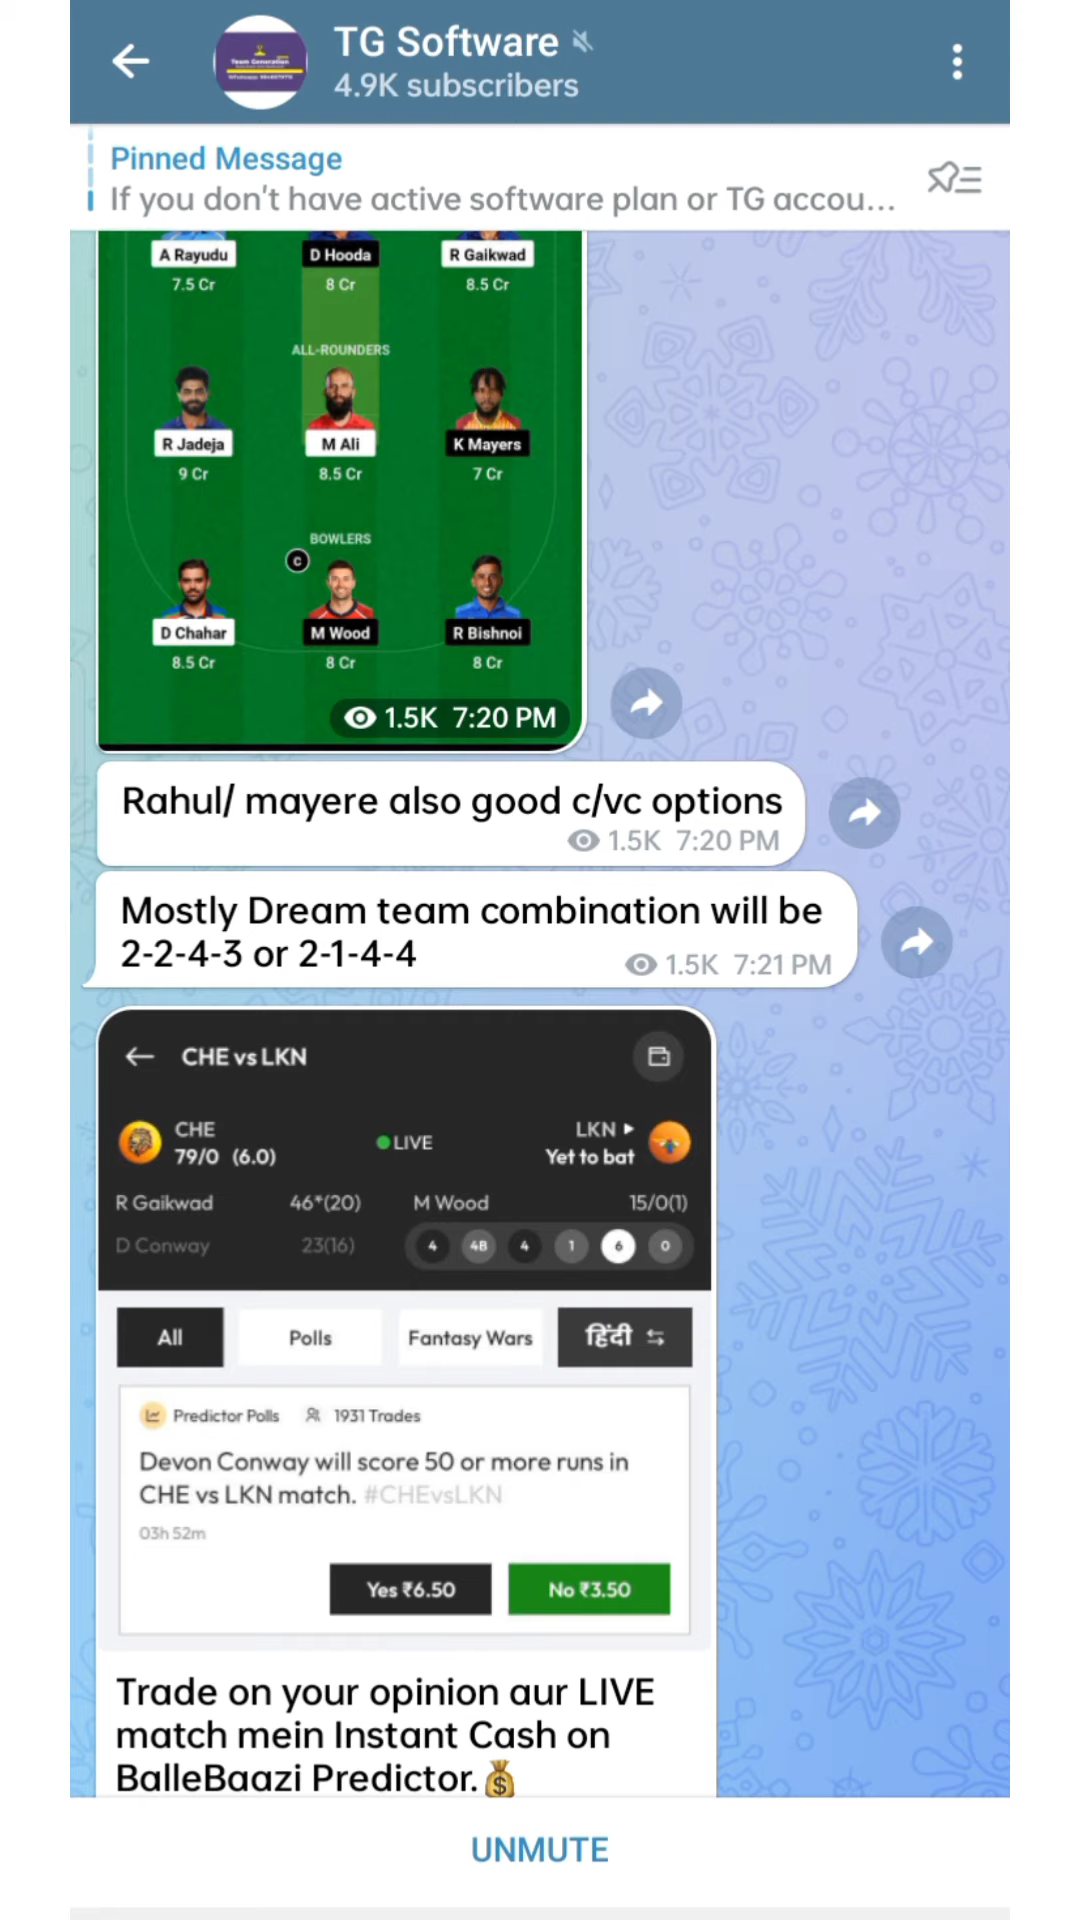 TG Software
4.9K subscribers
Pinned Message
If you don't have active software plan or TG accou...
A Rayudu D Hooda R Gaikwad
7.5 Cr 8 Cr 8.5 Cr
ALL-ROUNDERS
R Jadeja M Ali K Mayers
9 Cr 8.5 Cr 7 Cr
BOWLERS
C
D Chahar M Wood R Bishnoi
8.5 Cr 8 Cr 8 Cr
1.5K 7:20 PM
Rahul/ mayere also good c/vc options
1.5K 7:20 PM
Mostly Dream team combination will be
2-2-4-3 or 2-1-4-4
1.5K 7:21 PM
CHE vs LKN
CHE LIVE LKN
79/0 (6.0) Yet to bat
R Gaikwad 46*(20) M Wood 15/0(1)
D Conway 23(16) 4 4B 4 1 6 0
All Polls Fantasy Wars हिंदी
Predictor Polls 1931 Trades
Devon Conway will score 50 or more runs in
CHE vs LKN match. #CHEvsLKN
03h 52m
Yes ₹6.50 No ₹3.50
Trade on your opinion aur LIVE
match mein Instant Cash on
BalleBaazi Predictor.💰
UNMUTE